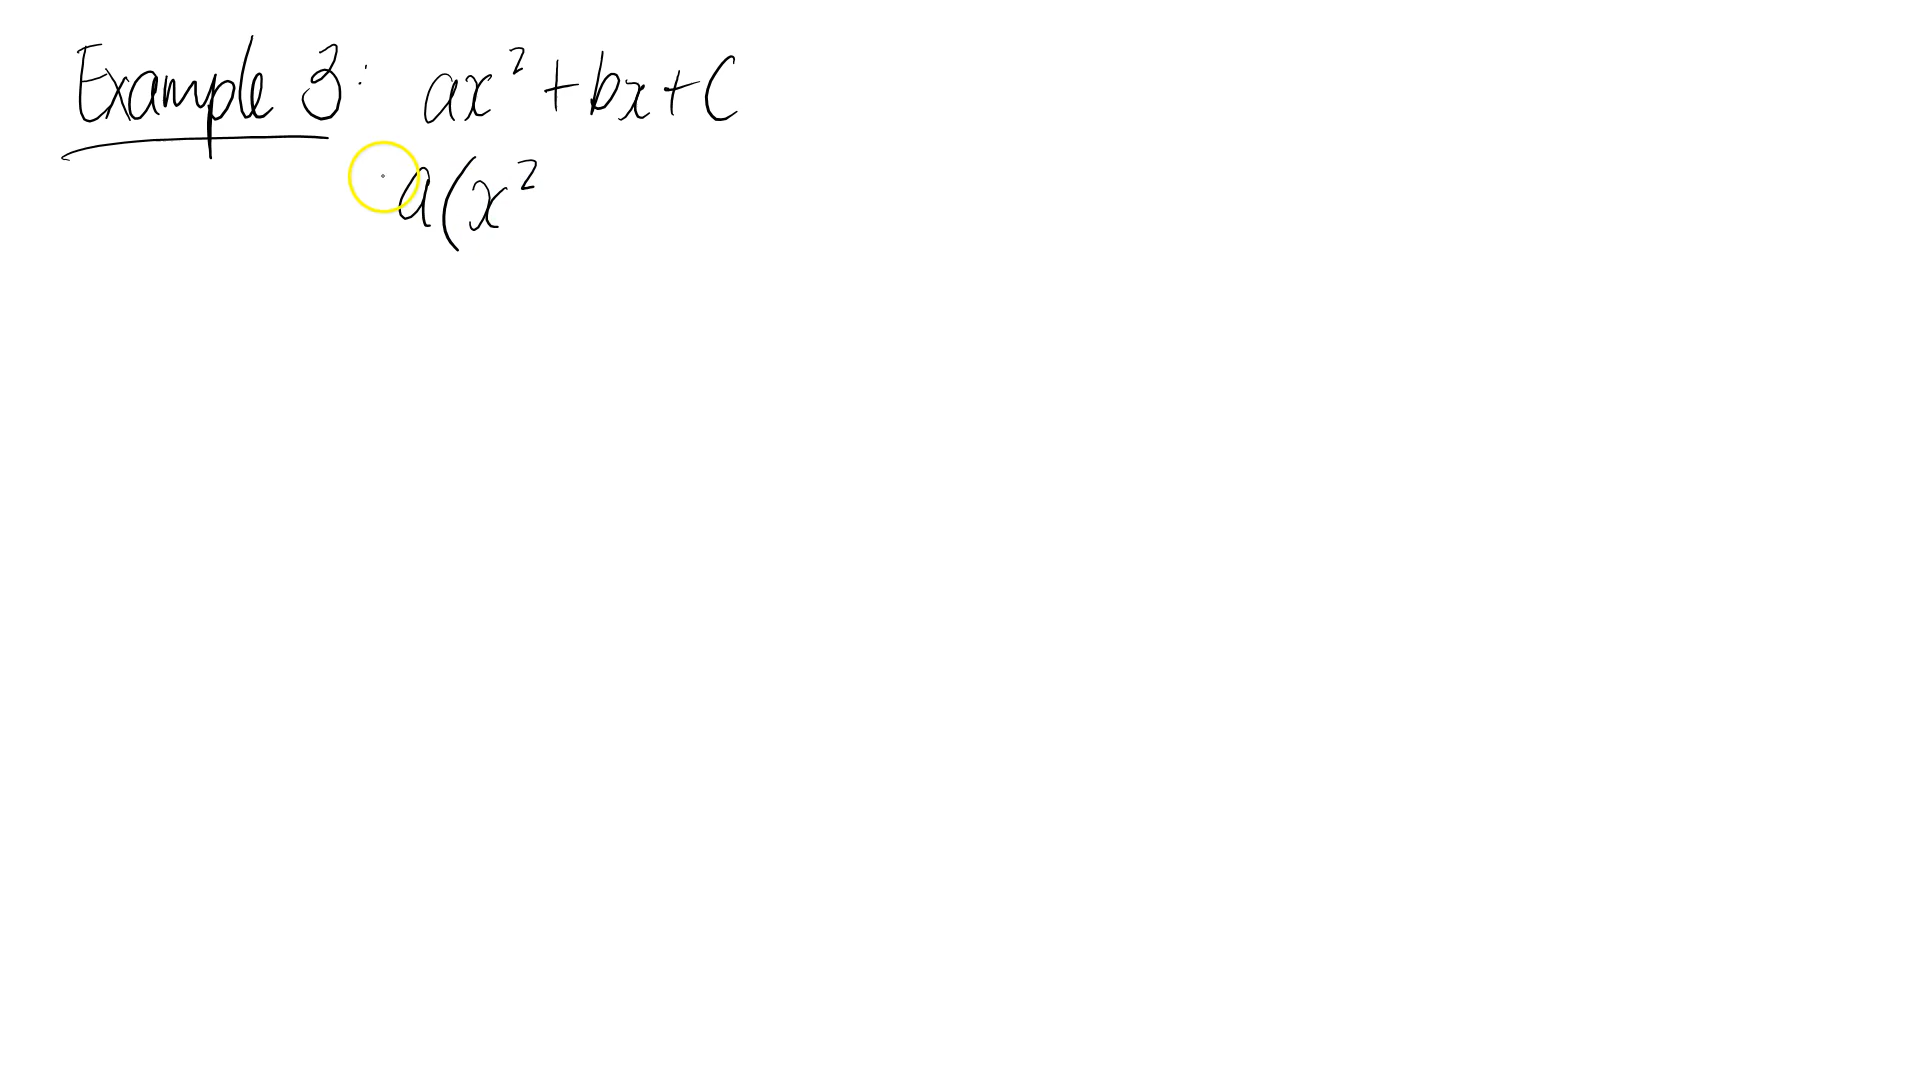 Example 3: ax² + bx + C
a(x²